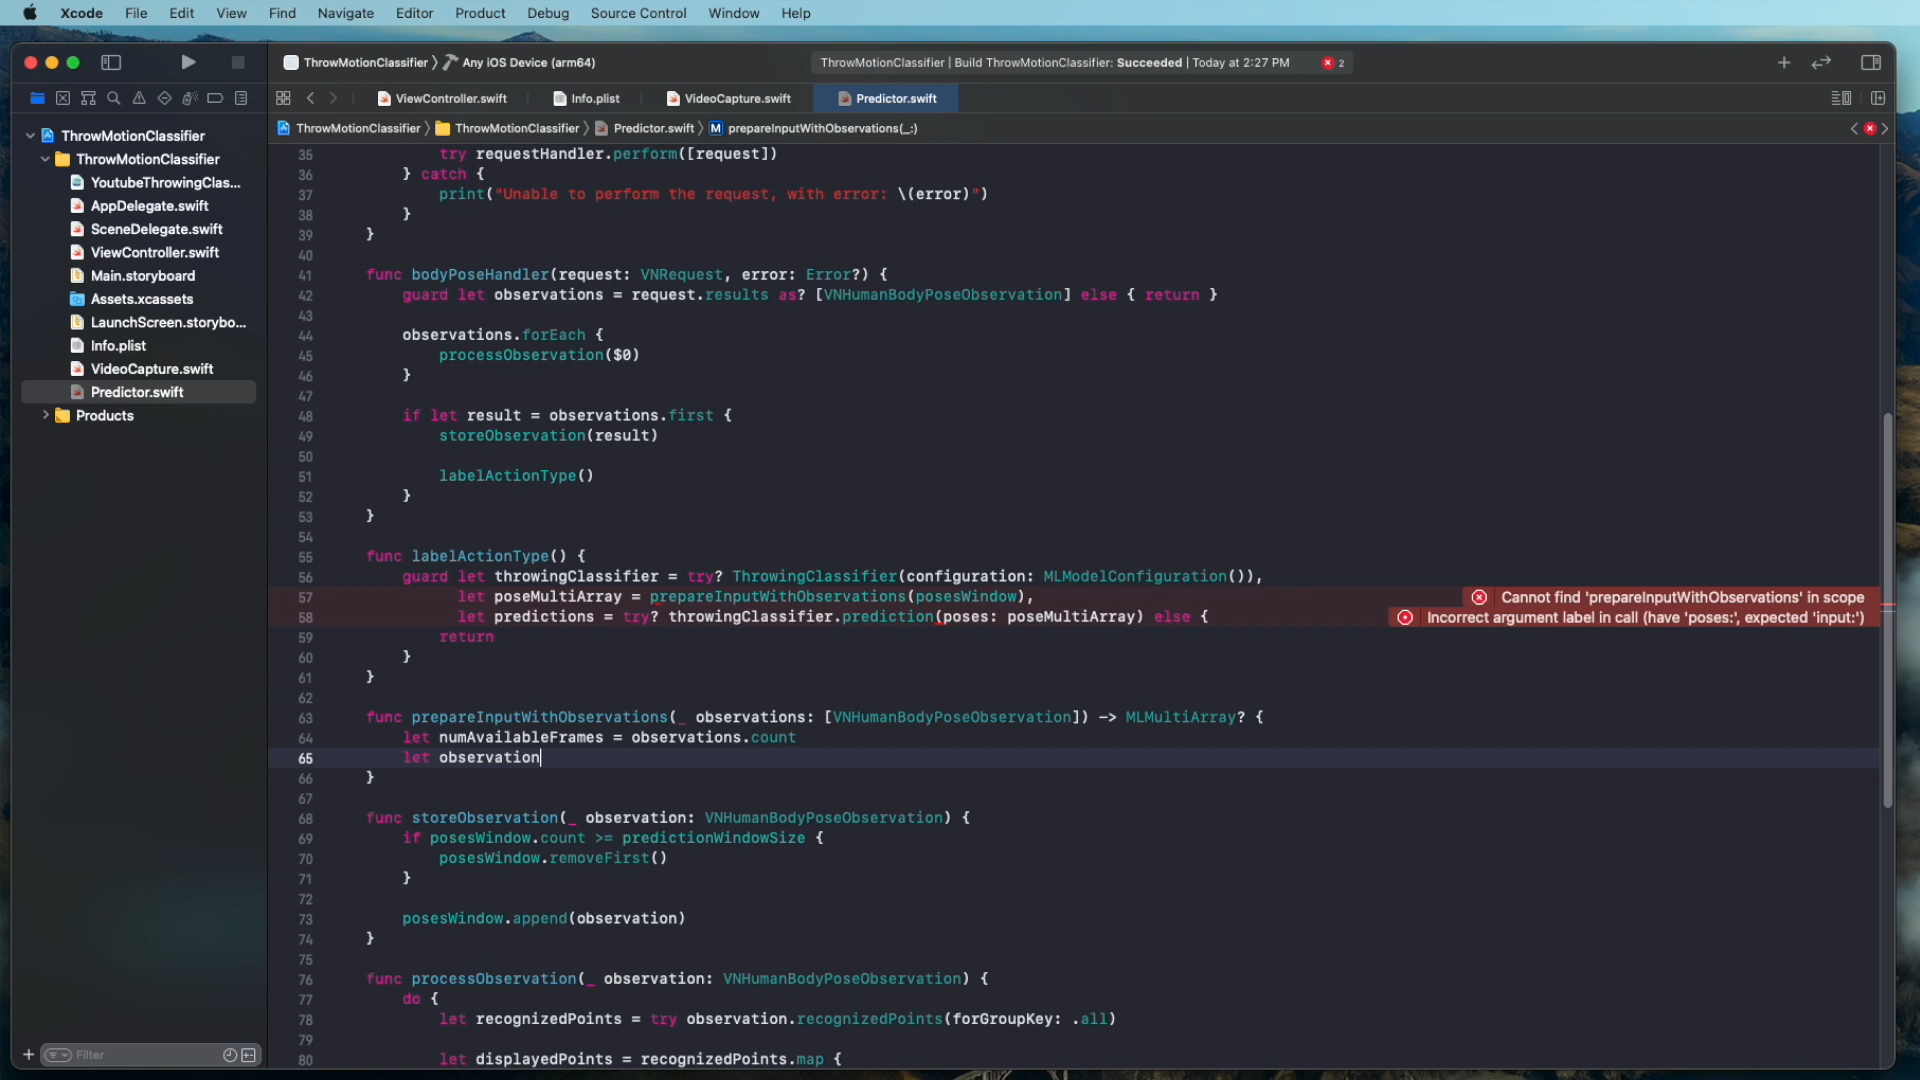 Xcode File Edit View Find Navigate Editor Product Debug Source Control Window Help
ThrowMotionClassifier Any iOS Device (arm64) ThrowMotionClassifier | Build ThrowMotionClassifier: Succeeded | Today at 2:27 PM 2
ViewController.swift Info.plist VideoCapture.swift Predictor.swift
ThrowMotionClassifier ThrowMotionClassifier Predictor.swift M prepareInputWithObservations(_:)
ThrowMotionClassifier
ThrowMotionClassifier
YoutubeThrowingClas...
AppDelegate.swift
SceneDelegate.swift
ViewController.swift
Main.storyboard
Assets.xcassets
LaunchScreen.storybo...
Info.plist
VideoCapture.swift
Predictor.swift
Products
Filter
35 try requestHandler.perform([request])
36 } catch {
37 print("Unable to perform the request, with error: \(error)")
38 }
39 }
40
41 func bodyPoseHandler(request: VNRequest, error: Error?) {
42 guard let observations = request.results as? [VNHumanBodyPoseObservation] else { return }
43
44 observations.forEach {
45 processObservation($0)
46 }
47
48 if let result = observations.first {
49 storeObservation(result)
50
51 labelActionType()
52 }
53 }
54
55 func labelActionType() {
56 guard let throwingClassifier = try? ThrowingClassifier(configuration: MLModelConfiguration()),
57 let poseMultiArray = prepareInputWithObservations(posesWindow), Cannot find 'prepareInputWithObservations' in scope
58 let predictions = try? throwingClassifier.prediction(poses: poseMultiArray) else { Incorrect argument label in call (have 'poses:', expected 'input:')
59 return
60 }
61 }
62
63 func prepareInputWithObservations(_ observations: [VNHumanBodyPoseObservation]) -> MLMultiArray? {
64 let numAvailableFrames = observations.count
65 let observation
66 }
67
68 func storeObservation(_ observation: VNHumanBodyPoseObservation) {
69 if posesWindow.count >= predictionWindowSize {
70 posesWindow.removeFirst()
71 }
72
73 posesWindow.append(observation)
74 }
75
76 func processObservation(_ observation: VNHumanBodyPoseObservation) {
77 do {
78 let recognizedPoints = try observation.recognizedPoints(forGroupKey: .all)
79
80 let displayedPoints = recognizedPoints.map {